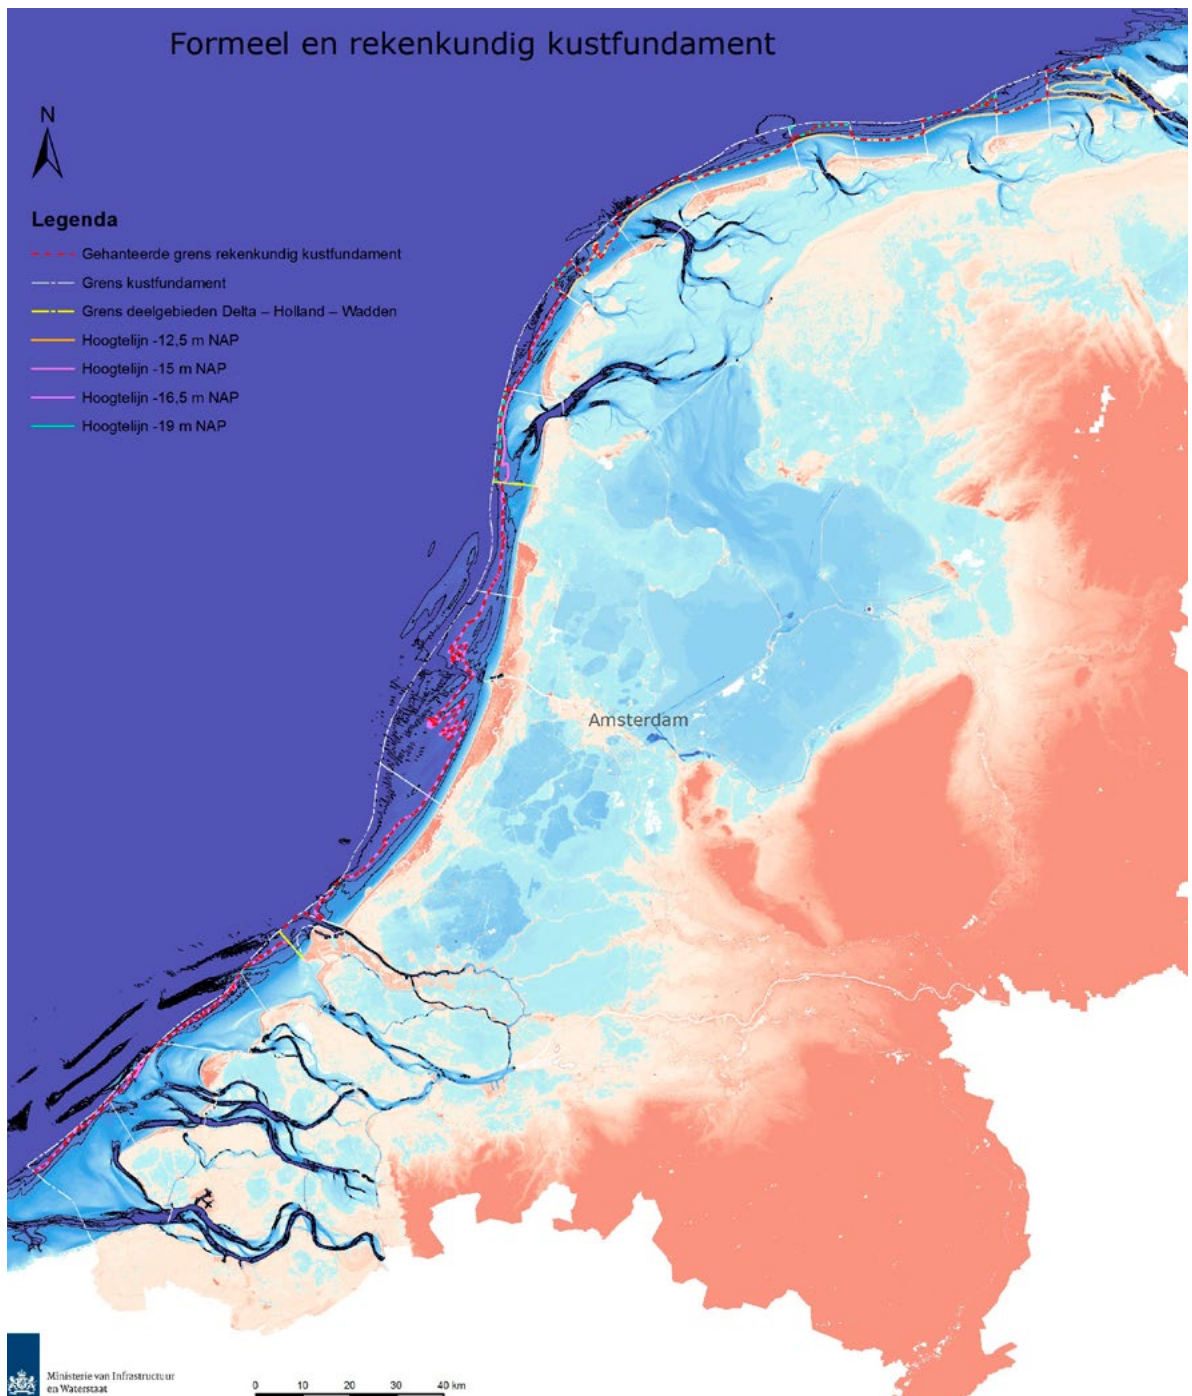 Formeel en rekenkundig kustfundament
N
Legenda
Gehanteerde grens rekenkundig kustfundament
Grens kustfundament
Grens deelgebieden Delta – Holland – Wadden
Hoogtelijn -12,5 m NAP
Hoogtelijn -15 m NAP
Hoogtelijn -16,5 m NAP
Hoogtelijn -19 m NAP
Amsterdam
Ministerie van Infrastructuur
en Waterstaat
0 10 20 30 40 km